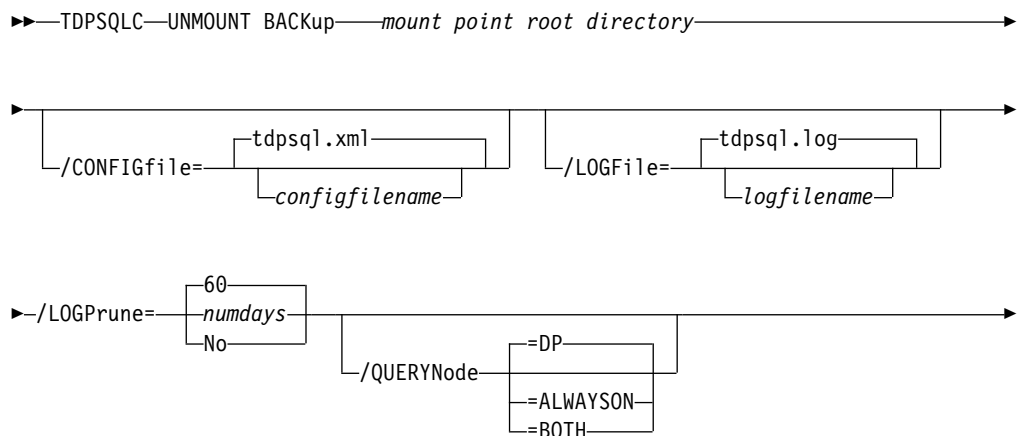 TDPSQLC UNMOUNT BACKup mount point root directory
/CONFIGfile= tdpsql.xml configfilename
/LOGFile= tdpsql.log logfilename
/LOGPrune= 60 numdays No
/QUERYNode =DP =ALWAYSON =BOTH